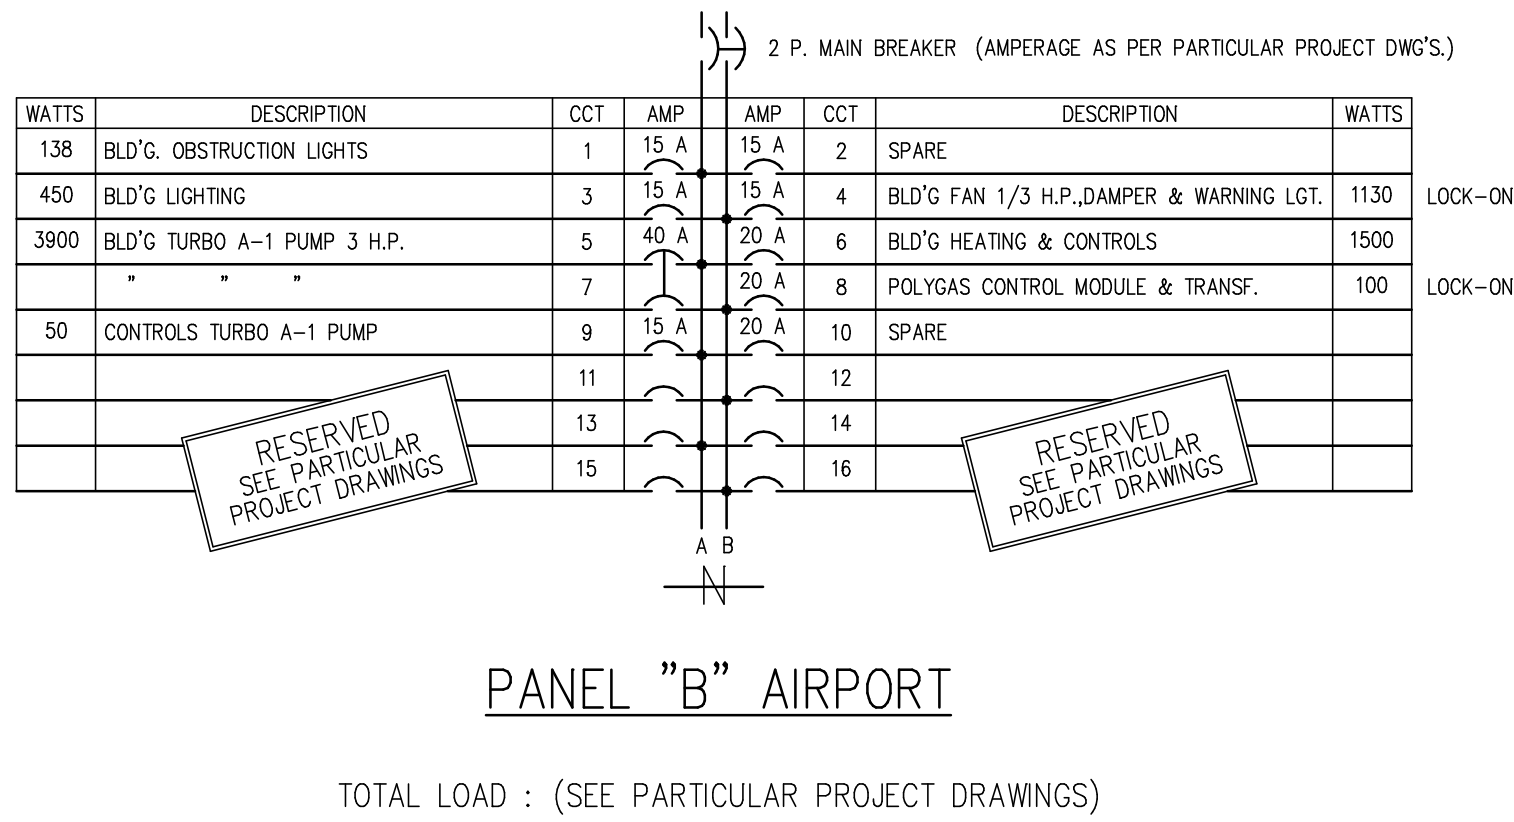 2 P. MAIN BREAKER (AMPERAGE AS PER PARTICULAR PROJECT DWG'S.)
WATTS DESCRIPTION CCT AMP AMP CCT DESCRIPTION WATTS
138 BLD'G. OBSTRUCTION LIGHTS 1 15 A 15 A 2 SPARE
450 BLD'G LIGHTING 3 15 A 15 A 4 BLD'G FAN 1/3 H.P.,DAMPER & WARNING LGT. 1130 LOCK-ON
3900 BLD'G TURBO A-1 PUMP 3 H.P. 5 40 A 20 A 6 BLD'G HEATING & CONTROLS 1500
" " " 7 20 A 8 POLYGAS CONTROL MODULE & TRANSF. 100 LOCK-ON
50 CONTROLS TURBO A-1 PUMP 9 15 A 20 A 10 SPARE
11 12
13 14
15 16
RESERVED
SEE PARTICULAR
PROJECT DRAWINGS
RESERVED
SEE PARTICULAR
PROJECT DRAWINGS
A B
N
PANEL "B" AIRPORT
TOTAL LOAD : (SEE PARTICULAR PROJECT DRAWINGS)